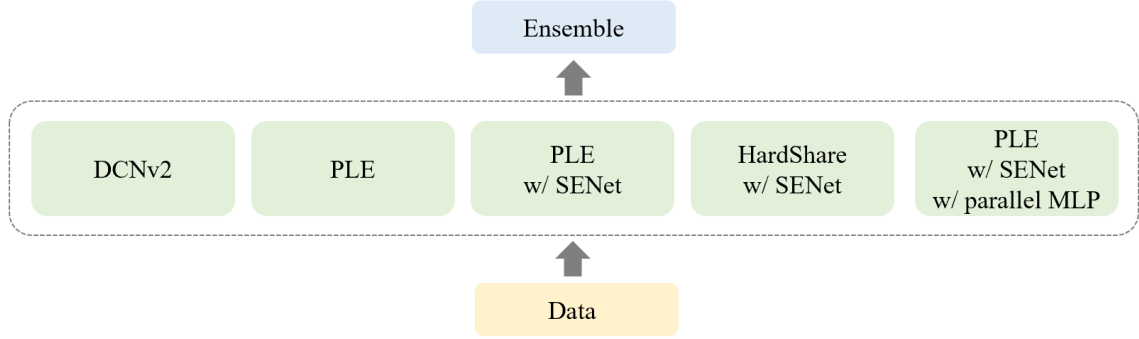 Ensemble
DCNv2
PLE
PLE
w/ SENet
HardShare
w/ SENet
PLE
w/ SENet
w/ parallel MLP
Data